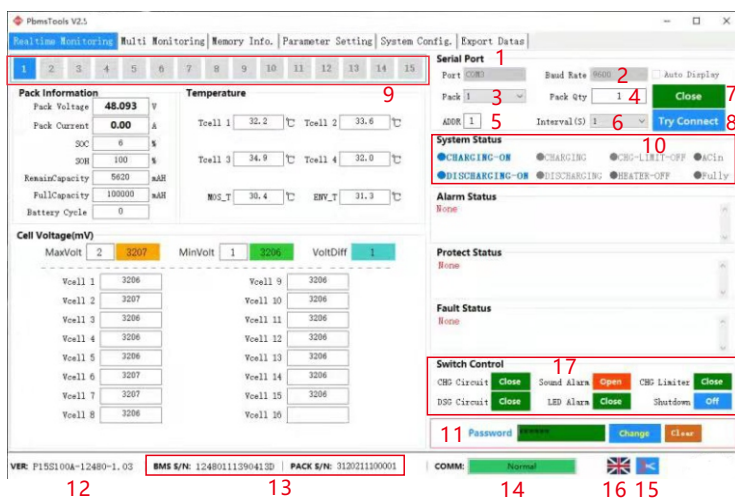 PbmsTools V2.5
Realtime Monitoring Multi Monitoring Memory Info. Parameter Setting System Config. Export Datas
1 2 3 4 5 6 7 8 9 10 11 12 13 14 15
9
Pack Information
Pack Voltage 48.093 V
Pack Current 0.00 A
SOC 6 %
SOH 100 %
RemainCapacity 5620 mAH
FullCapacity 100000 mAH
Battery Cycle 0
Temperature
Tcell 1 32.2 ℃ Tcell 2 33.6 ℃
Tcell 3 34.9 ℃ Tcell 4 32.0 ℃
MOS_T 30.4 ℃ ENV_T 31.3 ℃
Cell Voltage(mV)
MaxVolt 2 3207 MinVolt 1 3206 VoltDiff 1
Vcell 1 3206 Vcell 9 3206
Vcell 2 3207 Vcell 10 3206
Vcell 3 3206 Vcell 11 3206
Vcell 4 3206 Vcell 12 3206
Vcell 5 3206 Vcell 13 3206
Vcell 6 3207 Vcell 14 3206
Vcell 7 3207 Vcell 15 3206
Vcell 8 3206 Vcell 16
Serial Port 1
Port COM3 Baud Rate 9600 2 Auto Display
Pack 1 3 Pack Qty 1 4 Close 7
ADDR 1 5 Interval(S) 1 6 Try Connect 8
System Status 10
CHARGING-ON CHARGING CHG-LIMIT-OFF ACin
DISCHARGING-ON DISCHARGING HEATER-OFF Fully
Alarm Status
None
Protect Status
None
Fault Status
None
Switch Control 17
CHG Circuit Close Sound Alarm Open CHG Limiter Close
DSG Circuit Close LED Alarm Close Shutdown Off
11 Password ****** Change Clear
VER: P15S100A-12480-1.03 BMS S/N: 12480111390413D PACK S/N: 3120211100001 COMM: Normal
12 13 14 16 15